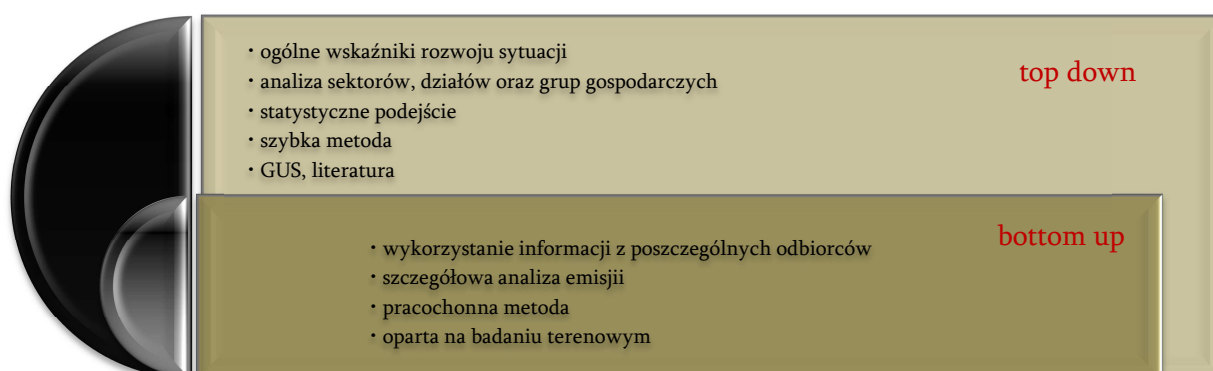 • ogólne wskaźniki rozwoju sytuacji
• analiza sektorów, działów oraz grup gospodarczych
• statystyczne podejście
• szybka metoda
• GUS, literatura
top down
• wykorzystanie informacji z poszczególnych odbiorców
• szczegółowa analiza emisjii
• pracochonna metoda
• oparta na badaniu terenowym
bottom up